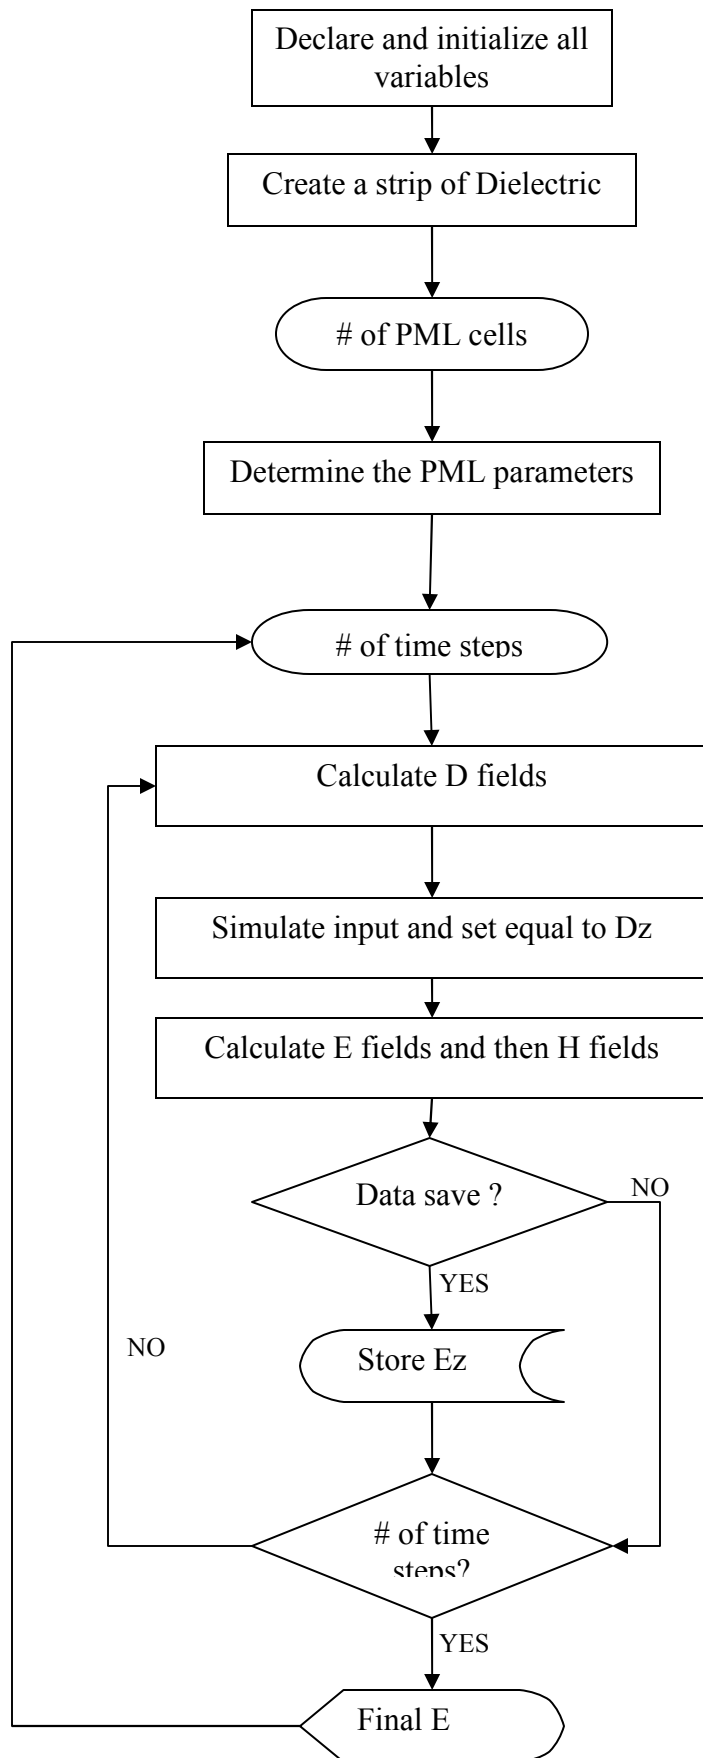 Declare and initialize all
variables
Create a strip of Dielectric
# of PML cells
Determine the PML parameters
# of time steps
Calculate D fields
Simulate input and set equal to Dz
Calculate E fields and then H fields
Data save ?
NO
YES
NO
Store Ez
# of time
steps?
YES
Final E